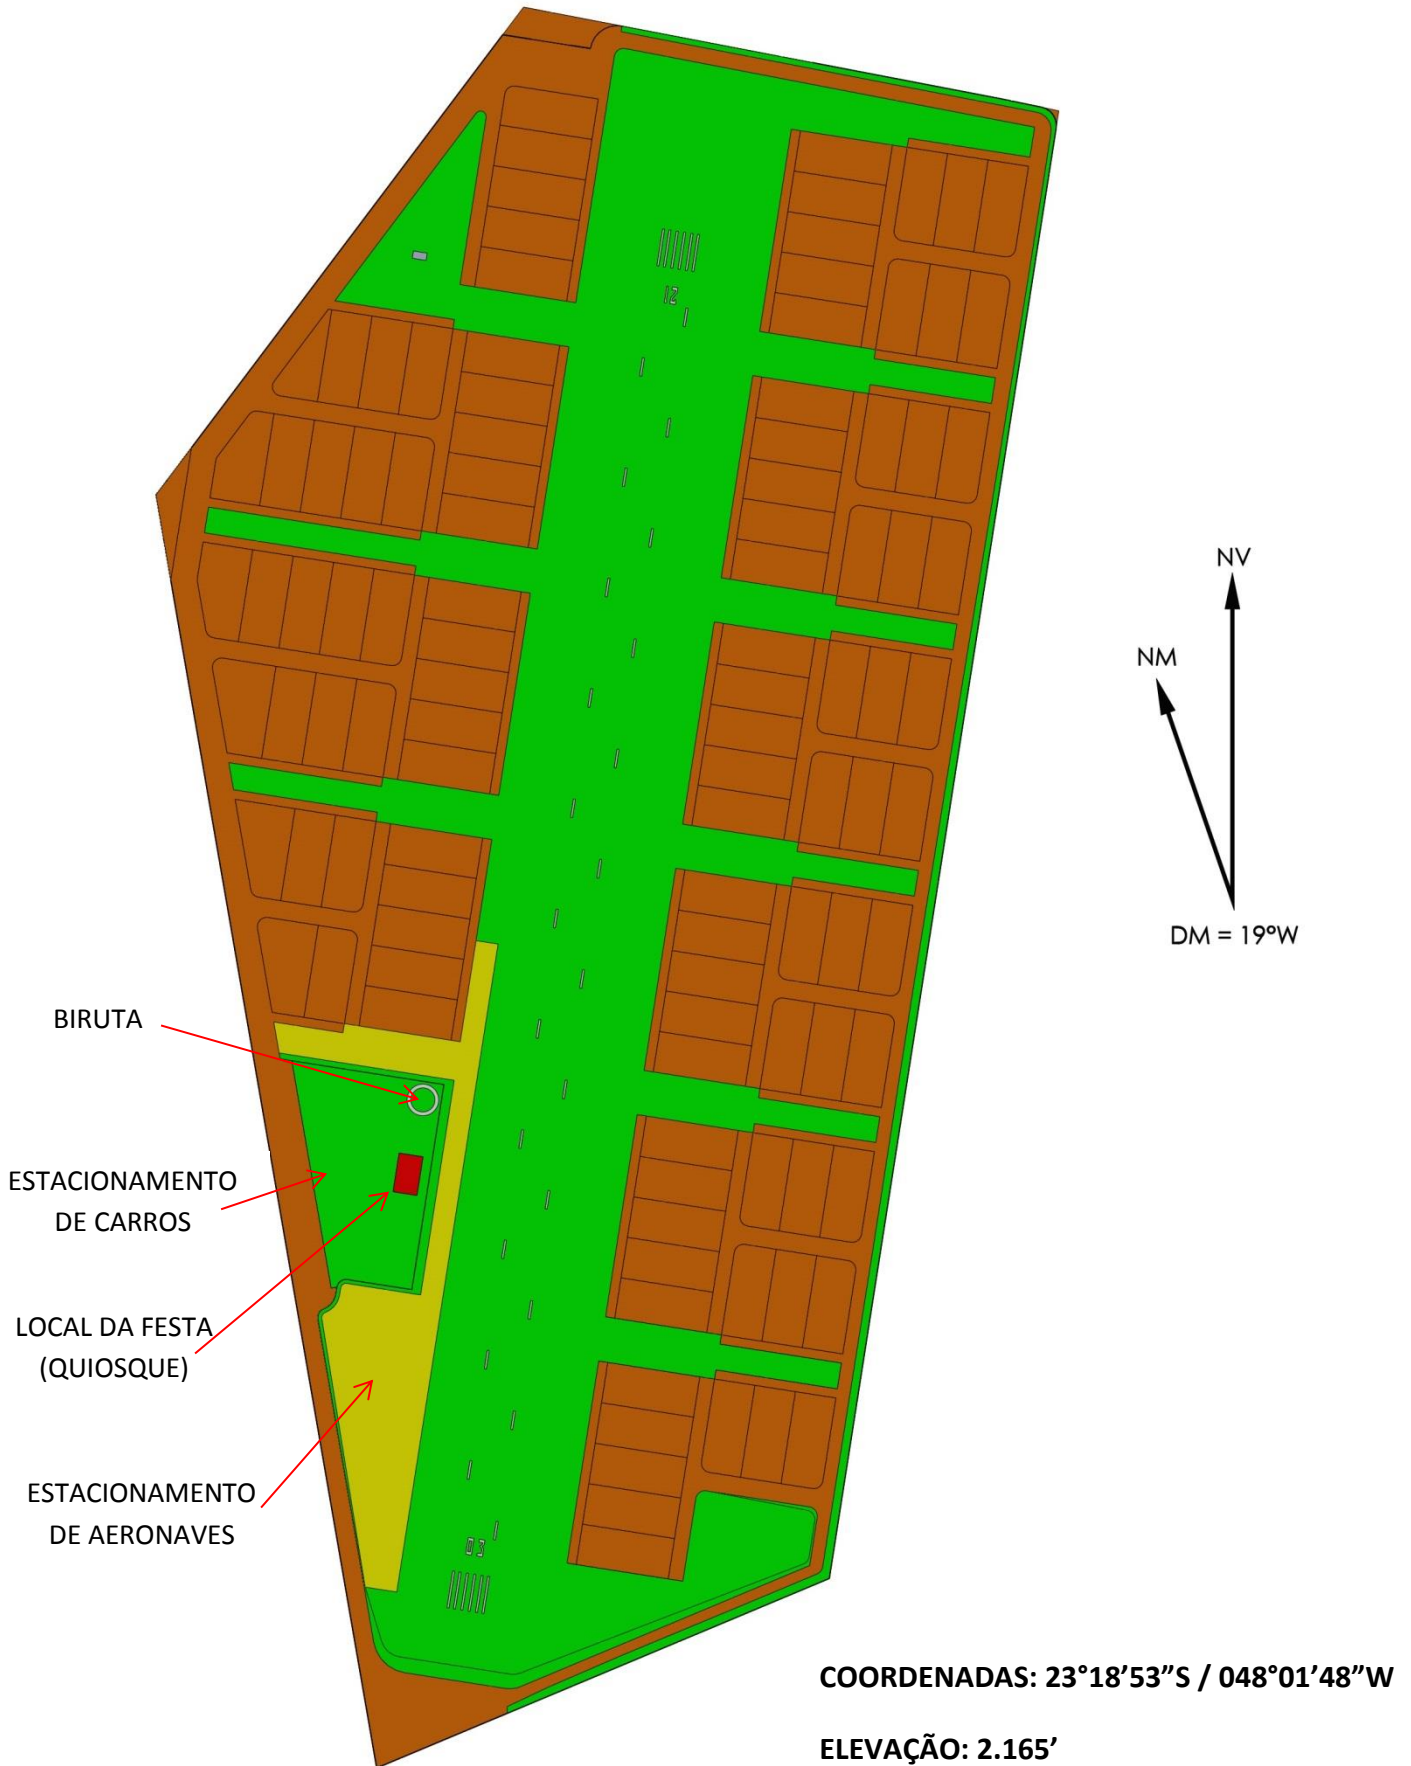 12
NV
NM
DM = 19ºW
BIRUTA
ESTACIONAMENTO
DE CARROS
LOCAL DA FESTA
(QUIOSQUE)
ESTACIONAMENTO
DE AERONAVES
03
COORDENADAS: 23°18’53”S / 048°01’48”W
ELEVAÇÃO: 2.165’